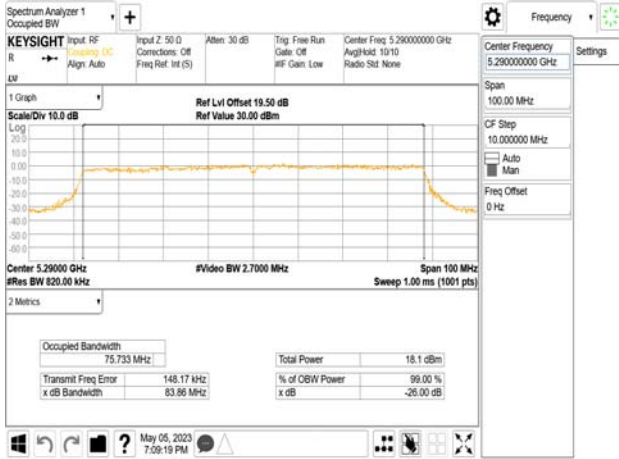 Spectrum Analyzer 1
Occupied BW
+
Frequency
KEYSIGHT
R
Input: RF
Coupling: DC
Align: Auto
Input Z: 50 Ω
Corrections: Off
Freq Ref: Int (S)
Atten: 30 dB
Trig: Free Run
Gate: Off
#IF Gain: Low
Center Freq: 5.290000000 GHz
Avg|Hold: 10/10
Radio Std: None
Center Frequency
5.290000000 GHz
Settings
Span
100.00 MHz
CF Step
10.000000 MHz
Auto
Man
Freq Offset
0 Hz
1 Graph
Scale/Div 10.0 dB
Ref Lvl Offset 19.50 dB
Ref Value 30.00 dBm
Log
20.0
10.0
0.00
-10.0
-20.0
-30.0
-40.0
-50.0
-60.0
Center 5.29000 GHz
#Res BW 820.00 kHz
#Video BW 2.7000 MHz
Span 100 MHz
Sweep 1.00 ms (1001 pts)
2 Metrics
Occupied Bandwidth
75.733 MHz
Total Power 18.1 dBm
Transmit Freq Error 148.17 kHz
% of OBW Power 99.00 %
x dB Bandwidth 83.86 MHz
x dB -26.00 dB
?
May 05, 2023
7:09:19 PM